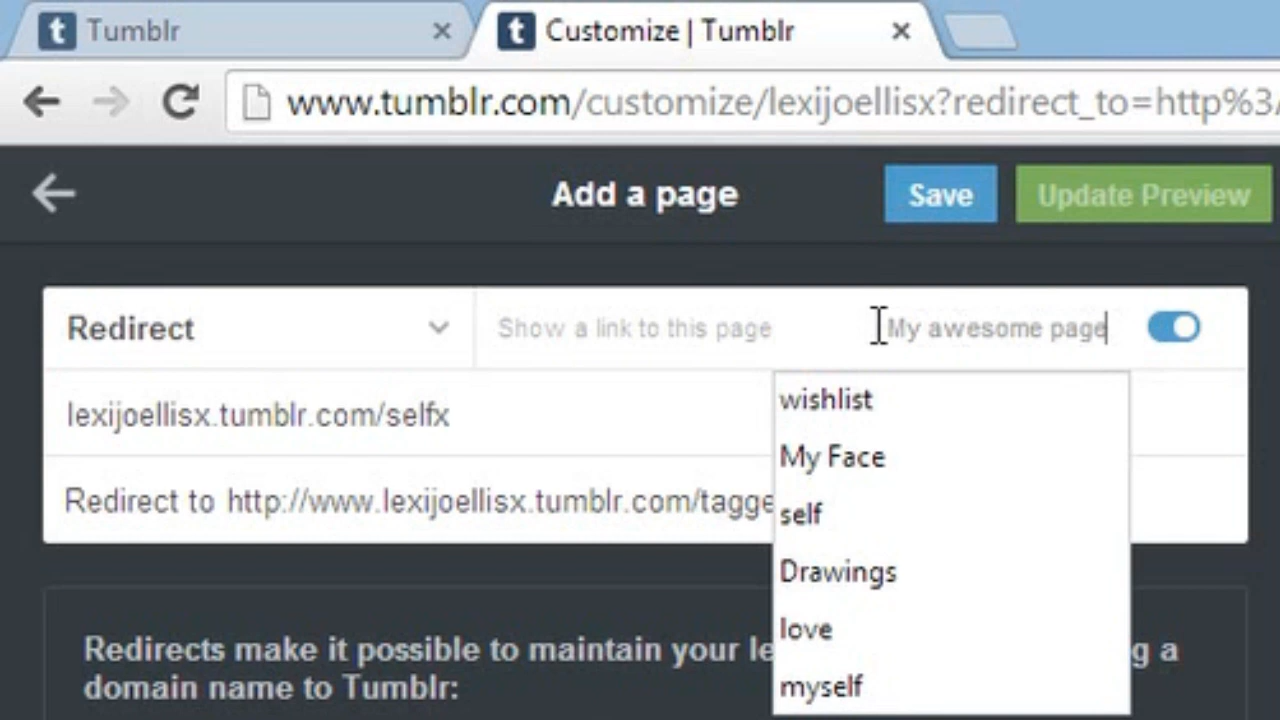 Tumblr
Customize | Tumblr
www.tumblr.com/customize/lexijoellisx?redirect_to=http%3/
Add a page
Save
Update Preview
Redirect
Show a link to this page
My awesome page
lexijoellisx.tumblr.com/selfx
Redirect to http://www.lexijoellisx.tumblr.com/tagge
wishlist
My Face
self
Drawings
love
myself
Redirects make it possible to maintain your le g a
domain name to Tumblr: